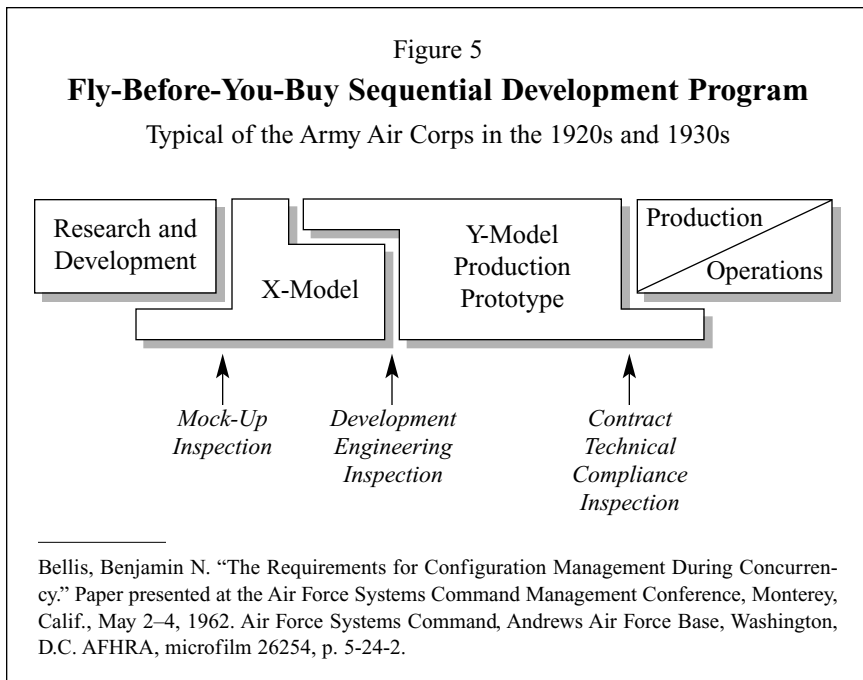 Figure 5
Fly-Before-You-Buy Sequential Development Program
Typical of the Army Air Corps in the 1920s and 1930s
Research and
Development
X-Model
Y-Model
Production
Prototype
Production
Operations
Mock-Up
Inspection
Development
Engineering
Inspection
Contract
Technical
Compliance
Inspection
Bellis, Benjamin N. “The Requirements for Configuration Management During Concurren-
cy.” Paper presented at the Air Force Systems Command Management Conference, Monterey,
Calif., May 2–4, 1962. Air Force Systems Command, Andrews Air Force Base, Washington,
D.C. AFHRA, microfilm 26254, p. 5-24-2.